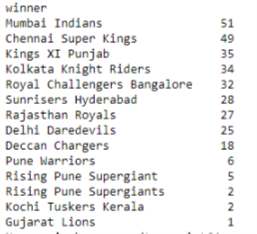 winner
Mumbai Indians 51
Chennai Super Kings 49
Kings XI Punjab 35
Kolkata Knight Riders 34
Royal Challengers Bangalore 32
Sunrisers Hyderabad 28
Rajasthan Royals 27
Delhi Daredevils 25
Deccan Chargers 18
Pune Warriors 6
Rising Pune Supergiant 5
Rising Pune Supergiants 2
Kochi Tuskers Kerala 2
Gujarat Lions 1